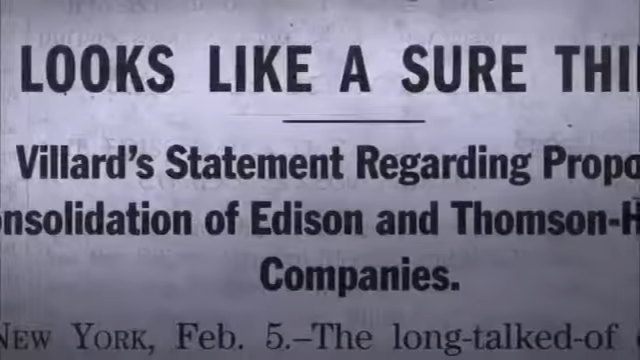 LOOKS LIKE A SURE THI
Villard's Statement Regarding Propo
nsolidation of Edison and Thomson-H
Companies.
NEW YORK, Feb. 5.–The long-talked-of